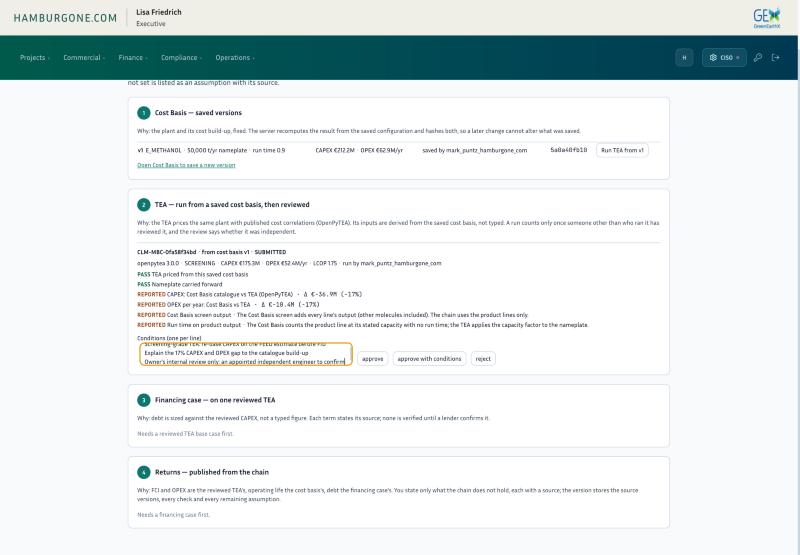 HAMBURGONE.COM
Lisa Friedrich
Executive
GEX
GreenEarthX
Projects
Commercial
Finance
Compliance
Operations
H
CISO
not set is listed as an assumption with its source.
1
Cost Basis — saved versions
Why: the plant and its cost build-up, fixed. The server recomputes the result from the saved configuration and hashes both, so a later change cannot alter what was saved.
v1 E_METHANOL · 50,000 t/yr nameplate · run time 0.9
CAPEX €212.2M · OPEX €62.9M/yr
saved by mark_puntz_hamburgone_com
5a0a40fb10
Run TEA from v1
Open Cost Basis to save a new version
2
TEA — run from a saved cost basis, then reviewed
Why: the TEA prices the same plant with published cost correlations (OpenPyTEA). Its inputs are derived from the saved cost basis, not typed. A run counts only once someone other than who ran it has
reviewed it, and the review says whether it was independent.
CLM-MBC-0fa58f34bd · from cost basis v1 · SUBMITTED
openpytea 3.0.0 · SCREENING · CAPEX €175.3M · OPEX €52.4M/yr · LCOP 1.75 · run by mark_puntz_hamburgone_com
PASS TEA priced from this saved cost basis
PASS Nameplate carried forward
REPORTED CAPEX: Cost Basis catalogue vs TEA (OpenPyTEA) · Δ €-36.9M (-17%)
REPORTED OPEX per year: Cost Basis vs TEA · Δ €-10.4M (-17%)
REPORTED Cost Basis screen output · The Cost Basis screen adds every line's output (other molecules included). The chain uses the product lines only.
REPORTED Run time on product output · The Cost Basis counts the product line at its stated capacity with no run time; the TEA applies the capacity factor to the nameplate.
Conditions (one per line)
Screening-grade TEA: re-base CAPEX on the FEED estimate before FID
Explain the 17% CAPEX and OPEX gap to the catalogue build-up
Owner's internal review only: an appointed independent engineer to confirm
approve
approve with conditions
reject
3
Financing case — on one reviewed TEA
Why: debt is sized against the reviewed CAPEX, not a typed figure. Each term states its source; none is verified until a lender confirms it.
Needs a reviewed TEA base case first.
4
Returns — published from the chain
Why: FCI and OPEX are the reviewed TEA's, operating life the cost basis's, debt the financing case's. You state only what the chain does not hold, each with a source; the version stores the source
versions, every check and every remaining assumption.
Needs a financing case first.